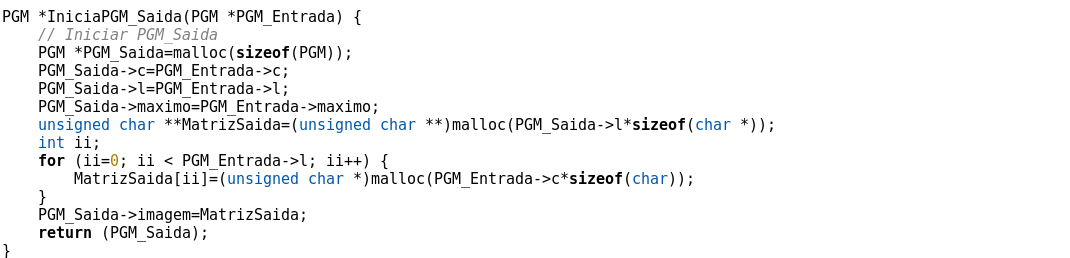 PGM *IniciaPGM_Saida(PGM *PGM_Entrada) {
    // Iniciar PGM_Saida
    PGM *PGM_Saida=malloc(sizeof(PGM));
    PGM_Saida->c=PGM_Entrada->c;
    PGM_Saida->l=PGM_Entrada->l;
    PGM_Saida->maximo=PGM_Entrada->maximo;
    unsigned char **MatrizSaida=(unsigned char **)malloc(PGM_Saida->l*sizeof(char *));
    int ii;
    for (ii=0; ii < PGM_Entrada->l; ii++) {
        MatrizSaida[ii]=(unsigned char *)malloc(PGM_Entrada->c*sizeof(char));
    }
    PGM_Saida->imagem=MatrizSaida;
    return (PGM_Saida);
}